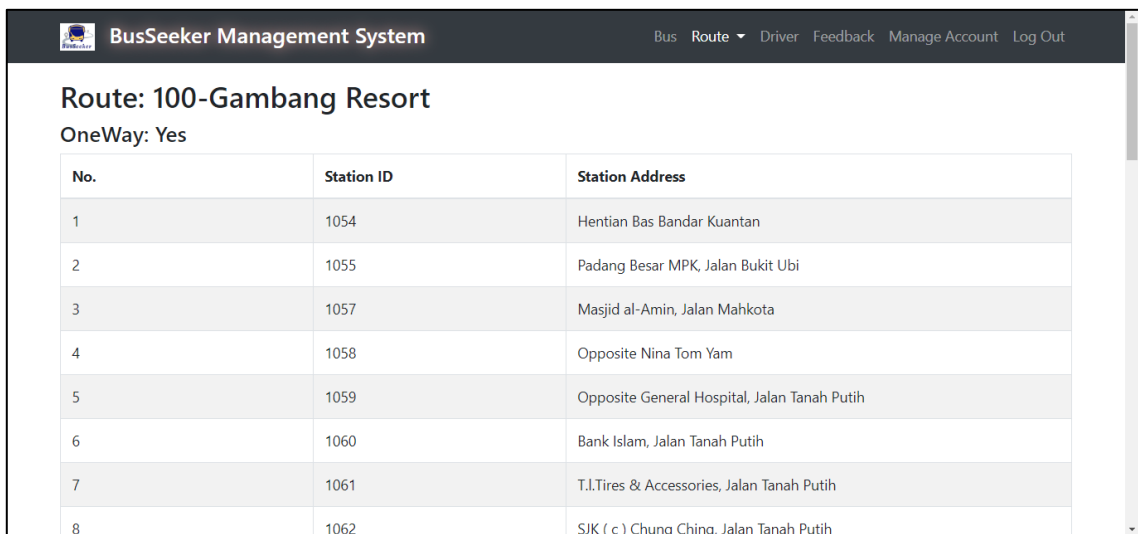 BusSeeker
BusSeeker Management System
Bus Route Driver Feedback Manage Account Log Out
Route: 100-Gambang Resort
OneWay: Yes
No. Station ID Station Address
1 1054 Hentian Bas Bandar Kuantan
2 1055 Padang Besar MPK, Jalan Bukit Ubi
3 1057 Masjid al-Amin, Jalan Mahkota
4 1058 Opposite Nina Tom Yam
5 1059 Opposite General Hospital, Jalan Tanah Putih
6 1060 Bank Islam, Jalan Tanah Putih
7 1061 T.l.Tires & Accessories, Jalan Tanah Putih
8 1062 SJK ( c ) Chung Ching, Jalan Tanah Putih